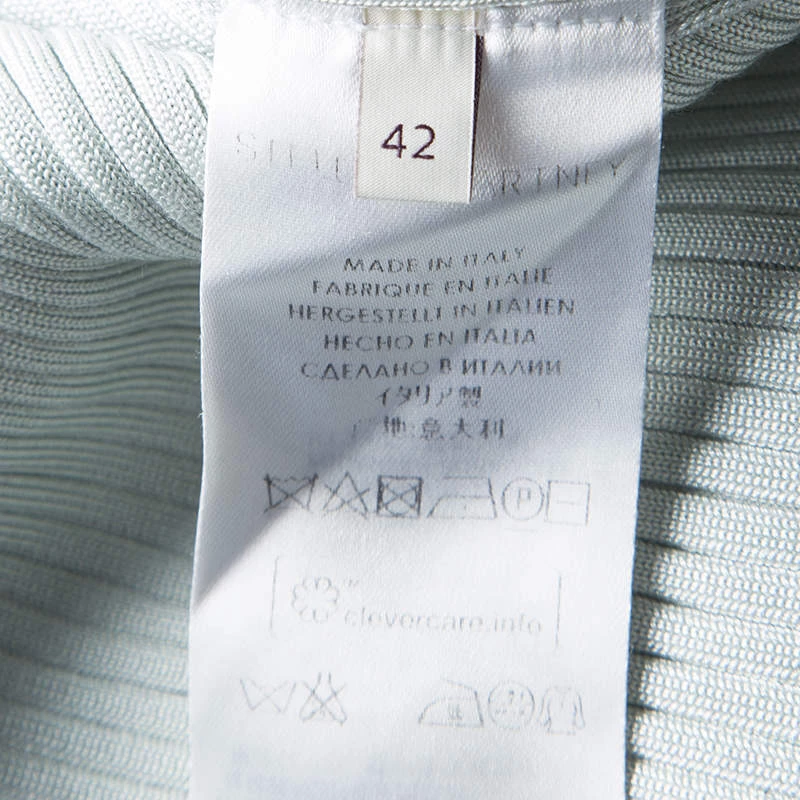 42
MADE IN ITALY
FABRIQUE EN ITALIE
HERGESTELLT IN ITALIEN
HECHO EN ITALIA
СДЕЛАНО В ИТАЛИИ
イタリア製
地:意大利
P
clevercare.info